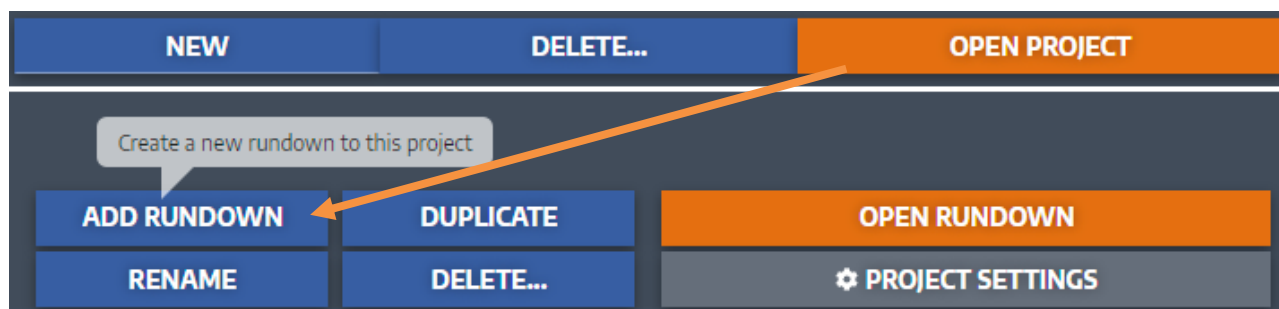 NEW DELETE... OPEN PROJECT
Create a new rundown to this project
ADD RUNDOWN DUPLICATE OPEN RUNDOWN
RENAME DELETE... PROJECT SETTINGS